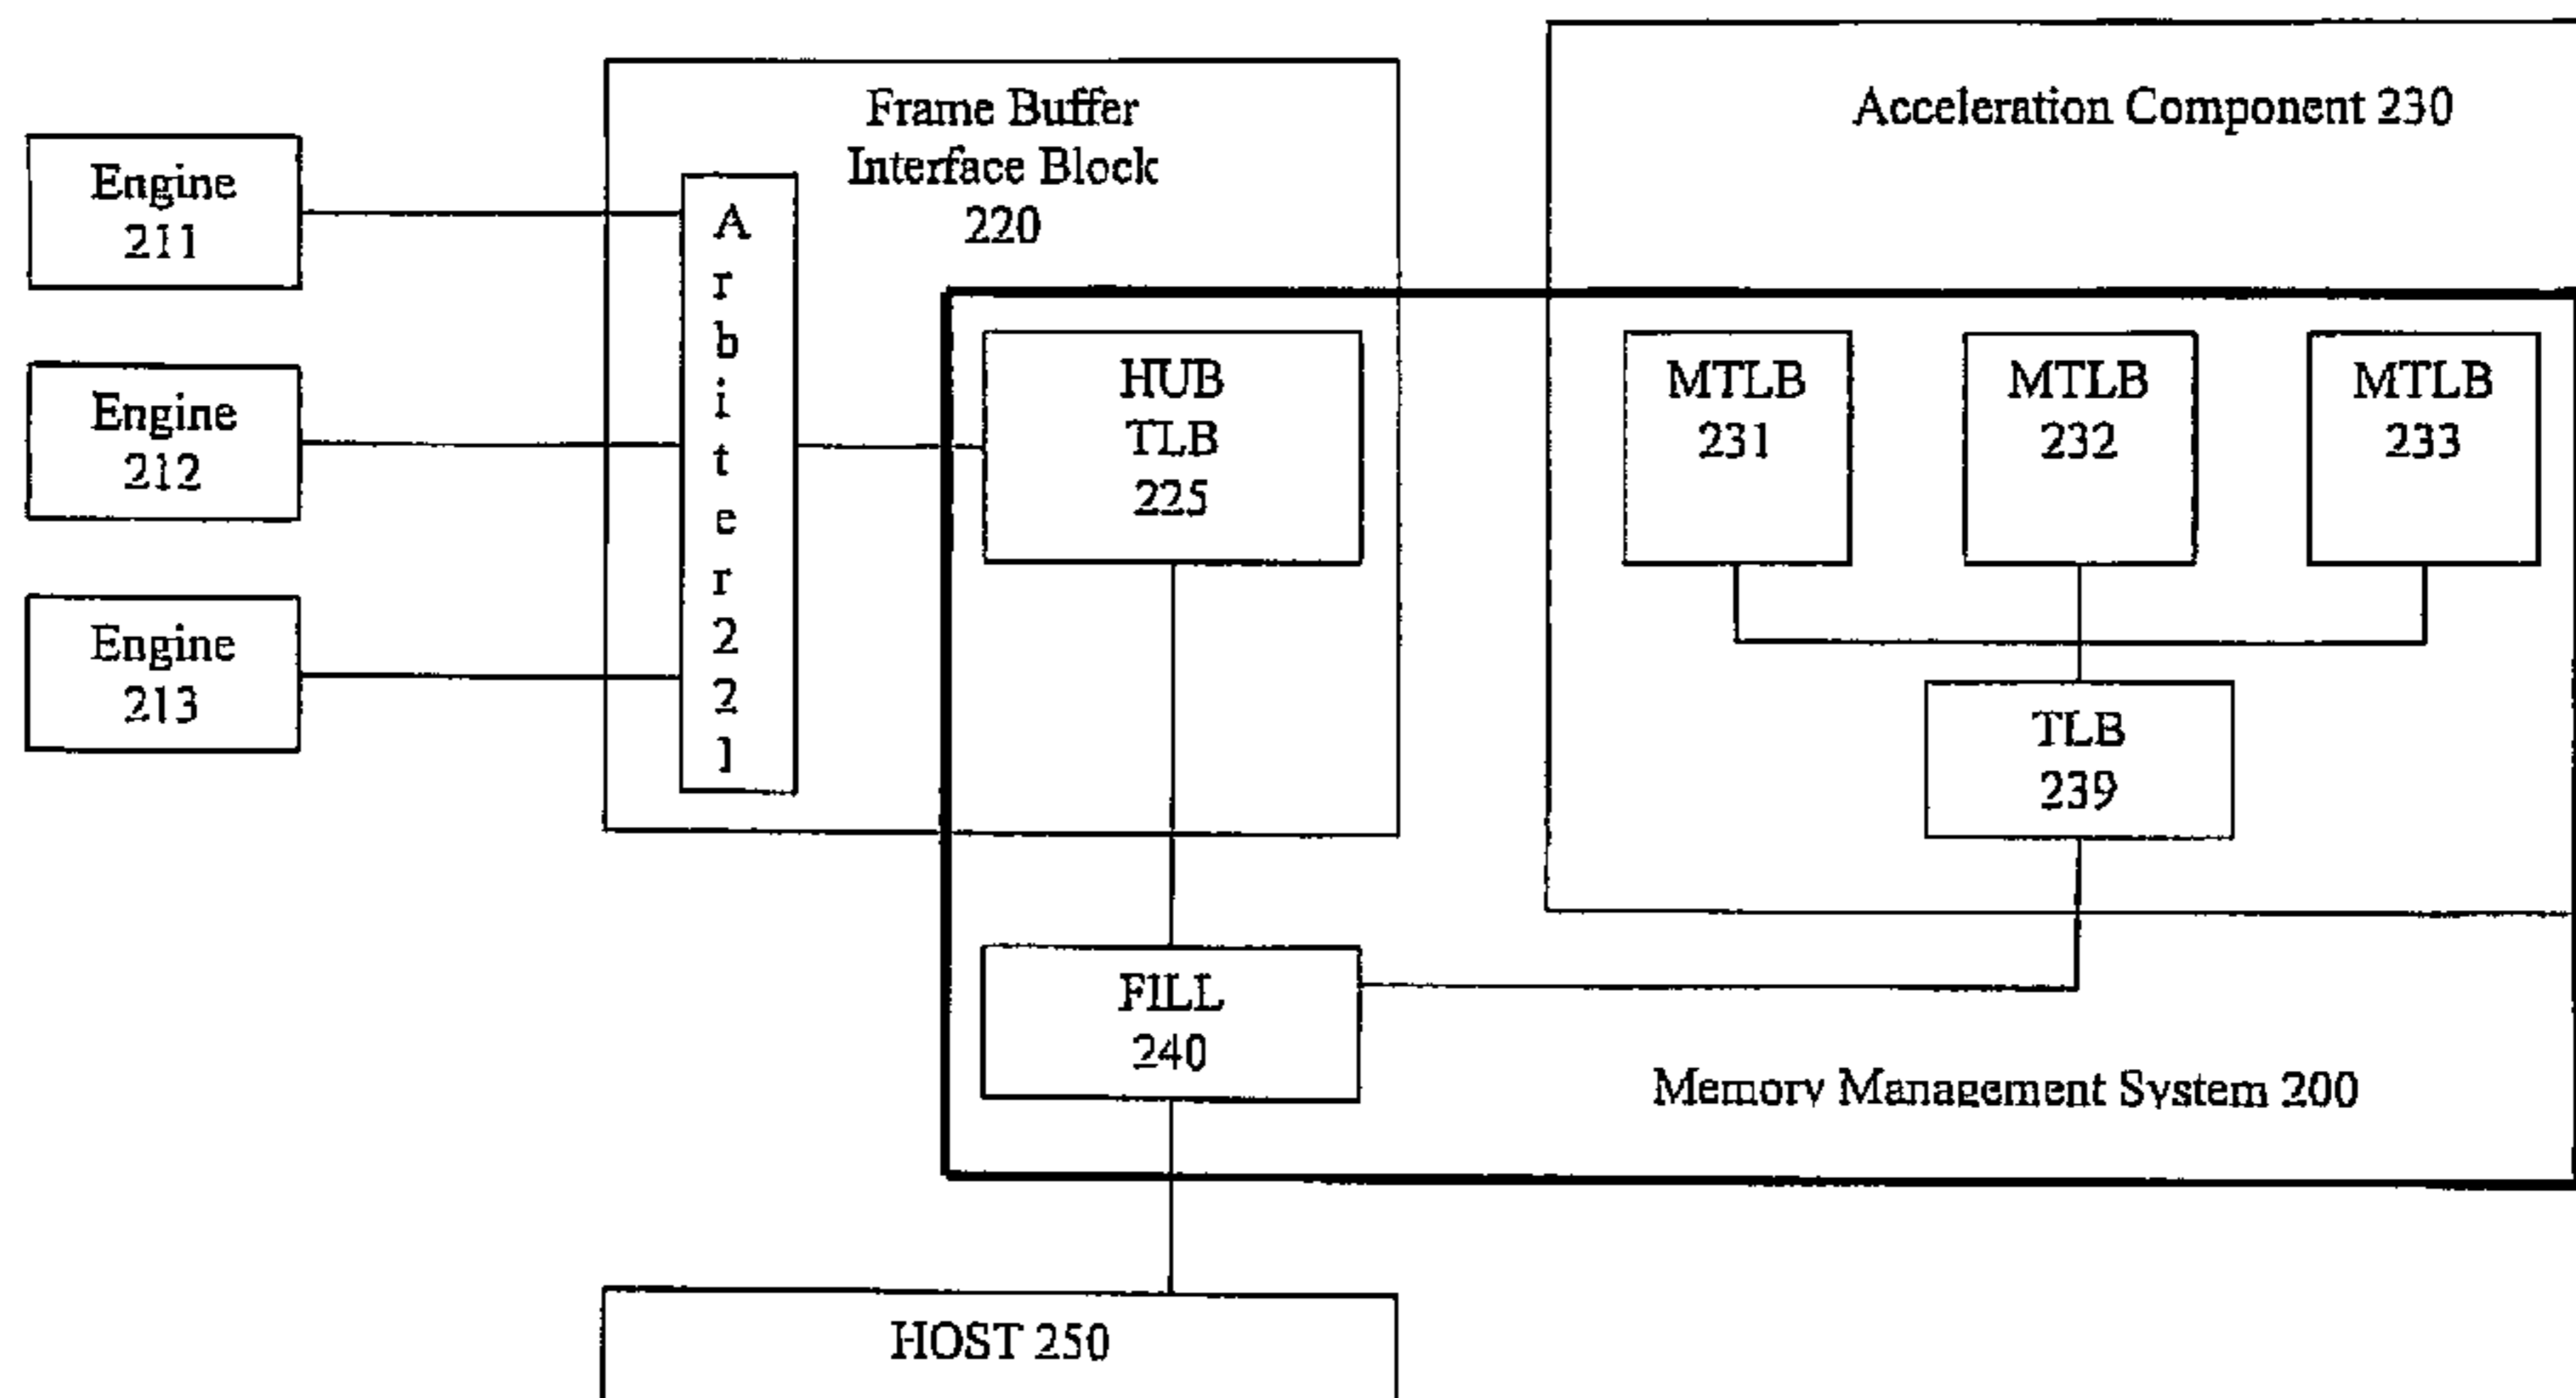 Frame Buffer
Interface Block
220
Acceleration Component 230
Engine
211
Engine
212
Engine
213
A
r
b
i
t
e
r
2
2
1
HUB
TLB
225
MTLB
231
MTLB
232
MTLB
233
TLB
239
FILL
240
Memory Management System 200
HOST 250